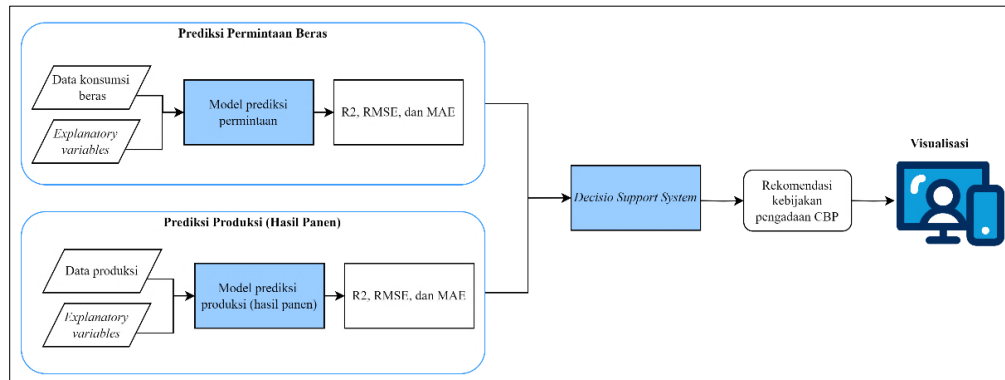 Prediksi Permintaan Beras
Data konsumsi
beras
Explanatory
variables
Model prediksi
permintaan
R2, RMSE, dan MAE
Prediksi Produksi (Hasil Panen)
Data produksi
Explanatory
variables
Model prediksi
produksi (hasil panen)
R2, RMSE, dan MAE
Decisio Support System
Rekomendasi
kebijakan
pengadaan CBP
Visualisasi